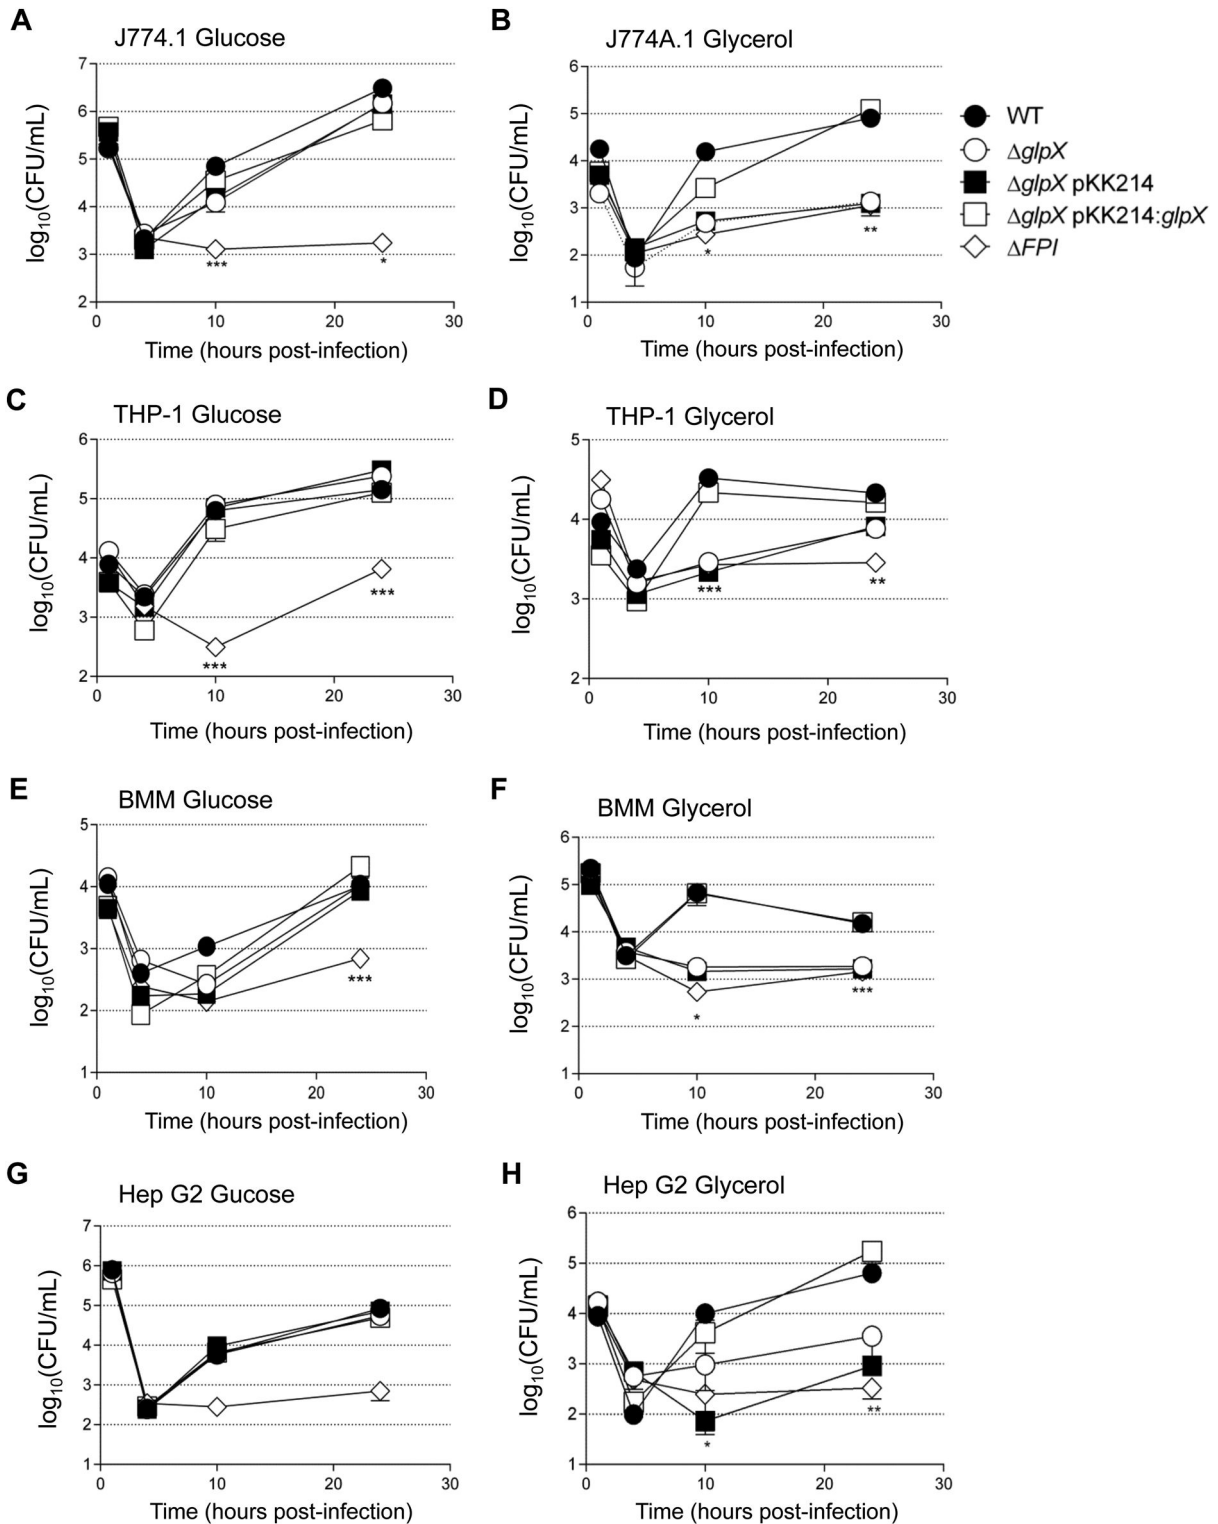 A
J774.1 Glucose
log10(CFU/mL)
7
6
5
4
3
2
***
*
0
10
20
30
Time (hours post-infection)
B
J774A.1 Glycerol
log10(CFU/mL)
6
5
4
3
2
1
*
**
0
10
20
30
Time (hours post-infection)
WT
ΔglpX
ΔglpX pKK214
ΔglpX pKK214:glpX
ΔFPI
C
THP-1 Glucose
log10(CFU/mL)
6
5
4
3
2
***
***
0
10
20
30
Time (hours post-infection)
D
THP-1 Glycerol
log10(CFU/mL)
5
4
3
2
***
**
0
10
20
30
Time (hours post-infection)
E
BMM Glucose
log10(CFU/mL)
5
4
3
2
1
***
0
10
20
30
Time (hours post-infection)
F
BMM Glycerol
log10(CFU/mL)
6
5
4
3
2
1
*
***
0
10
20
30
Time (hours post-infection)
G
Hep G2 Gucose
log10(CFU/mL)
7
6
5
4
3
2
1
0
10
20
30
Time (hours post-infection)
H
Hep G2 Glycerol
log10(CFU/mL)
6
5
4
3
2
1
*
**
0
10
20
30
Time (hours post-infection)